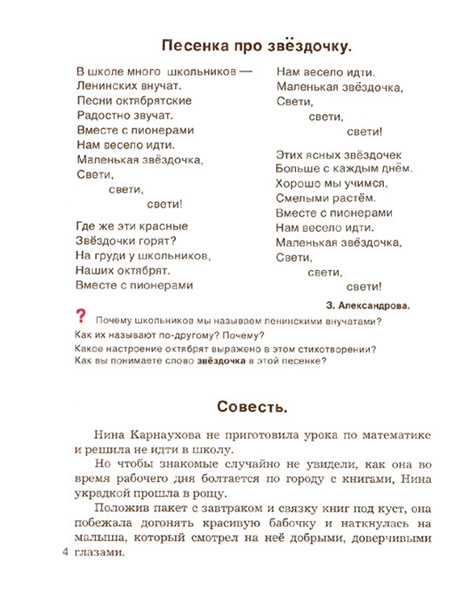 Песенка про звёздочку.
В школе много школьников —
Ленинских внучат.
Песни октябрятские
Радостно звучат.
Вместе с пионерами
Нам весело идти.
Маленькая звёздочка,
Свети,
свети,
свети!
Где же эти красные
Звёздочки горят?
На груди у школьников,
Наших октябрят.
Вместе с пионерами
Нам весело идти.
Маленькая звёздочка,
Свети,
свети,
свети!
Этих ясных звёздочек
Больше с каждым днём.
Хорошо мы учимся,
Смелыми растём.
Вместе с пионерами
Нам весело идти.
Маленькая звёздочка,
Свети,
свети,
свети!
З. Александрова.
? Почему школьников мы называем ленинскими внучатами?
Как их называют по-другому? Почему?
Какое настроение октябрят выражено в этом стихотворении?
Как вы понимаете слово звёздочка в этой песенке?
Совесть.
Нина Карнаухова не приготовила урока по математике
и решила не идти в школу.
Но чтобы знакомые случайно не увидели, как она во
время рабочего дня болтается по городу с книгами, Нина
украдкой прошла в рощу.
Положив пакет с завтраком и связку книг под куст, она
побежала догонять красивую бабочку и наткнулась на
малыша, который смотрел на неё добрыми, доверчивыми
глазами.
4